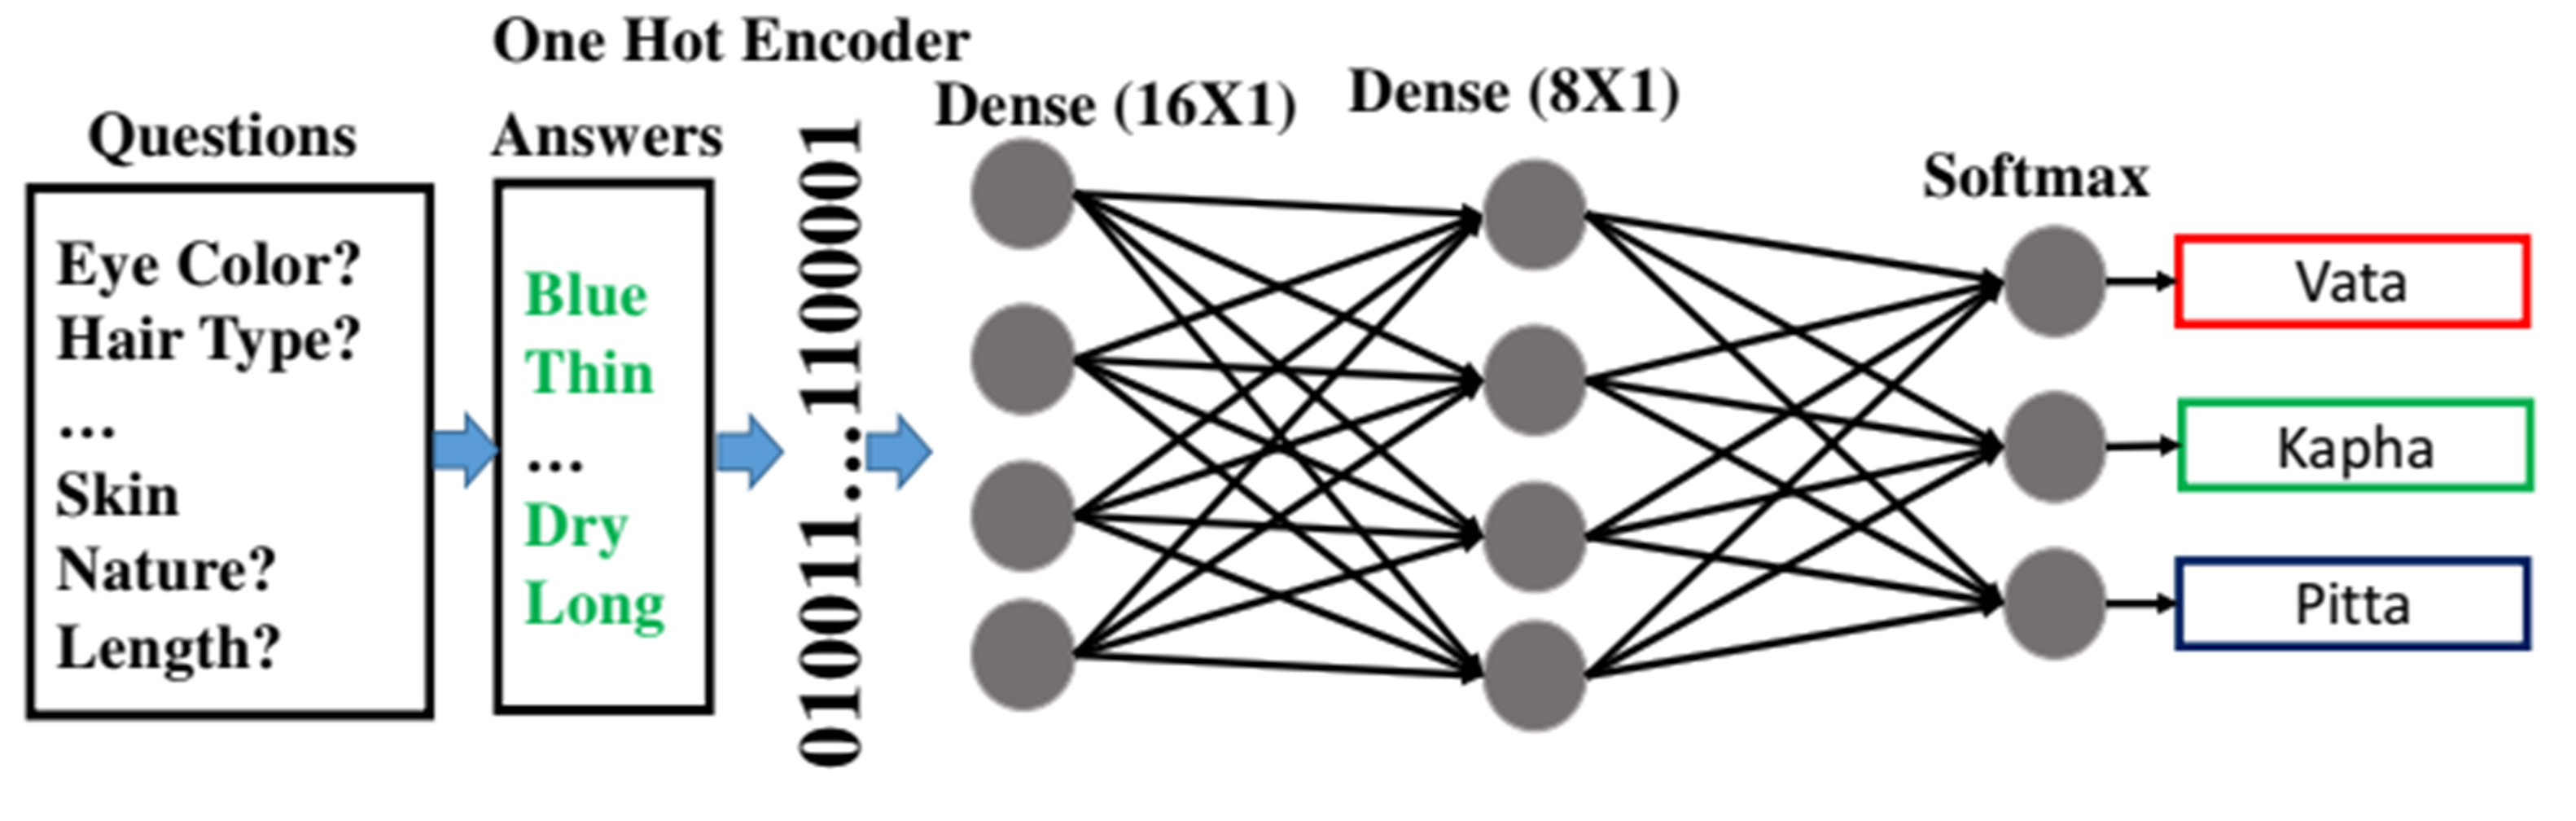 One Hot Encoder
Questions
Answers
Dense (16X1)
Dense (8X1)
Softmax
Eye Color?
Hair Type?
...
Skin
Nature?
Length?
Blue
Thin
...
Dry
Long
010011...110001
Vata
Kapha
Pitta